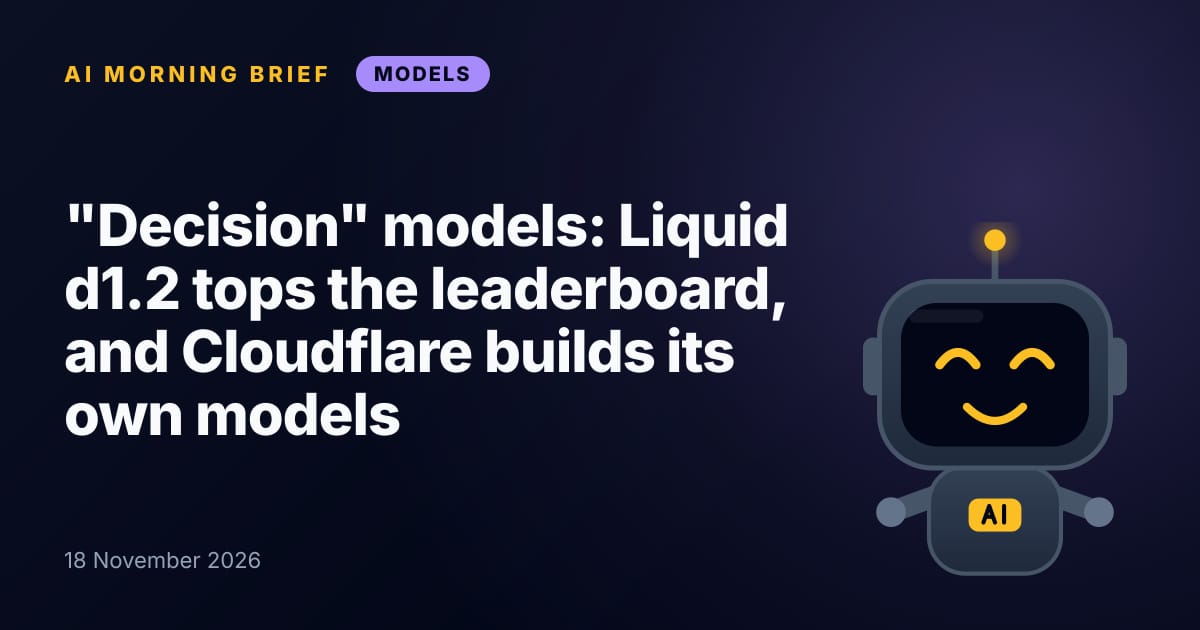 AI MORNING BRIEF
MODELS
"Decision" models: Liquid
d1.2 tops the leaderboard,
and Cloudflare builds its
own models
AI
18 November 2026